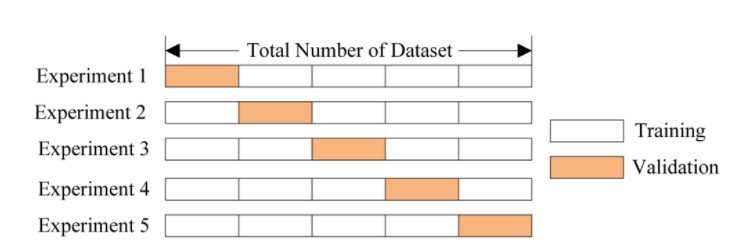 Total Number of Dataset
Experiment 1
Experiment 2
Experiment 3
Experiment 4
Experiment 5
Training
Validation